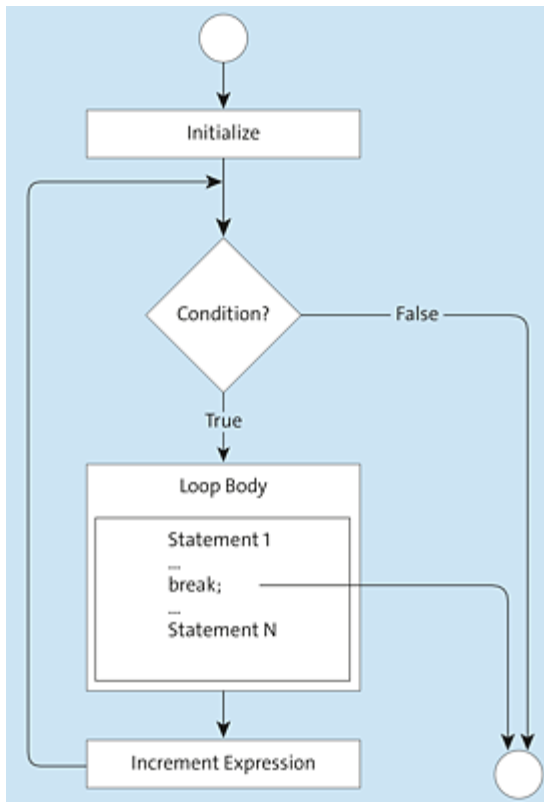 Initialize
Condition?
False
True
Loop Body
Statement 1
...
break;
...
Statement N
Increment Expression